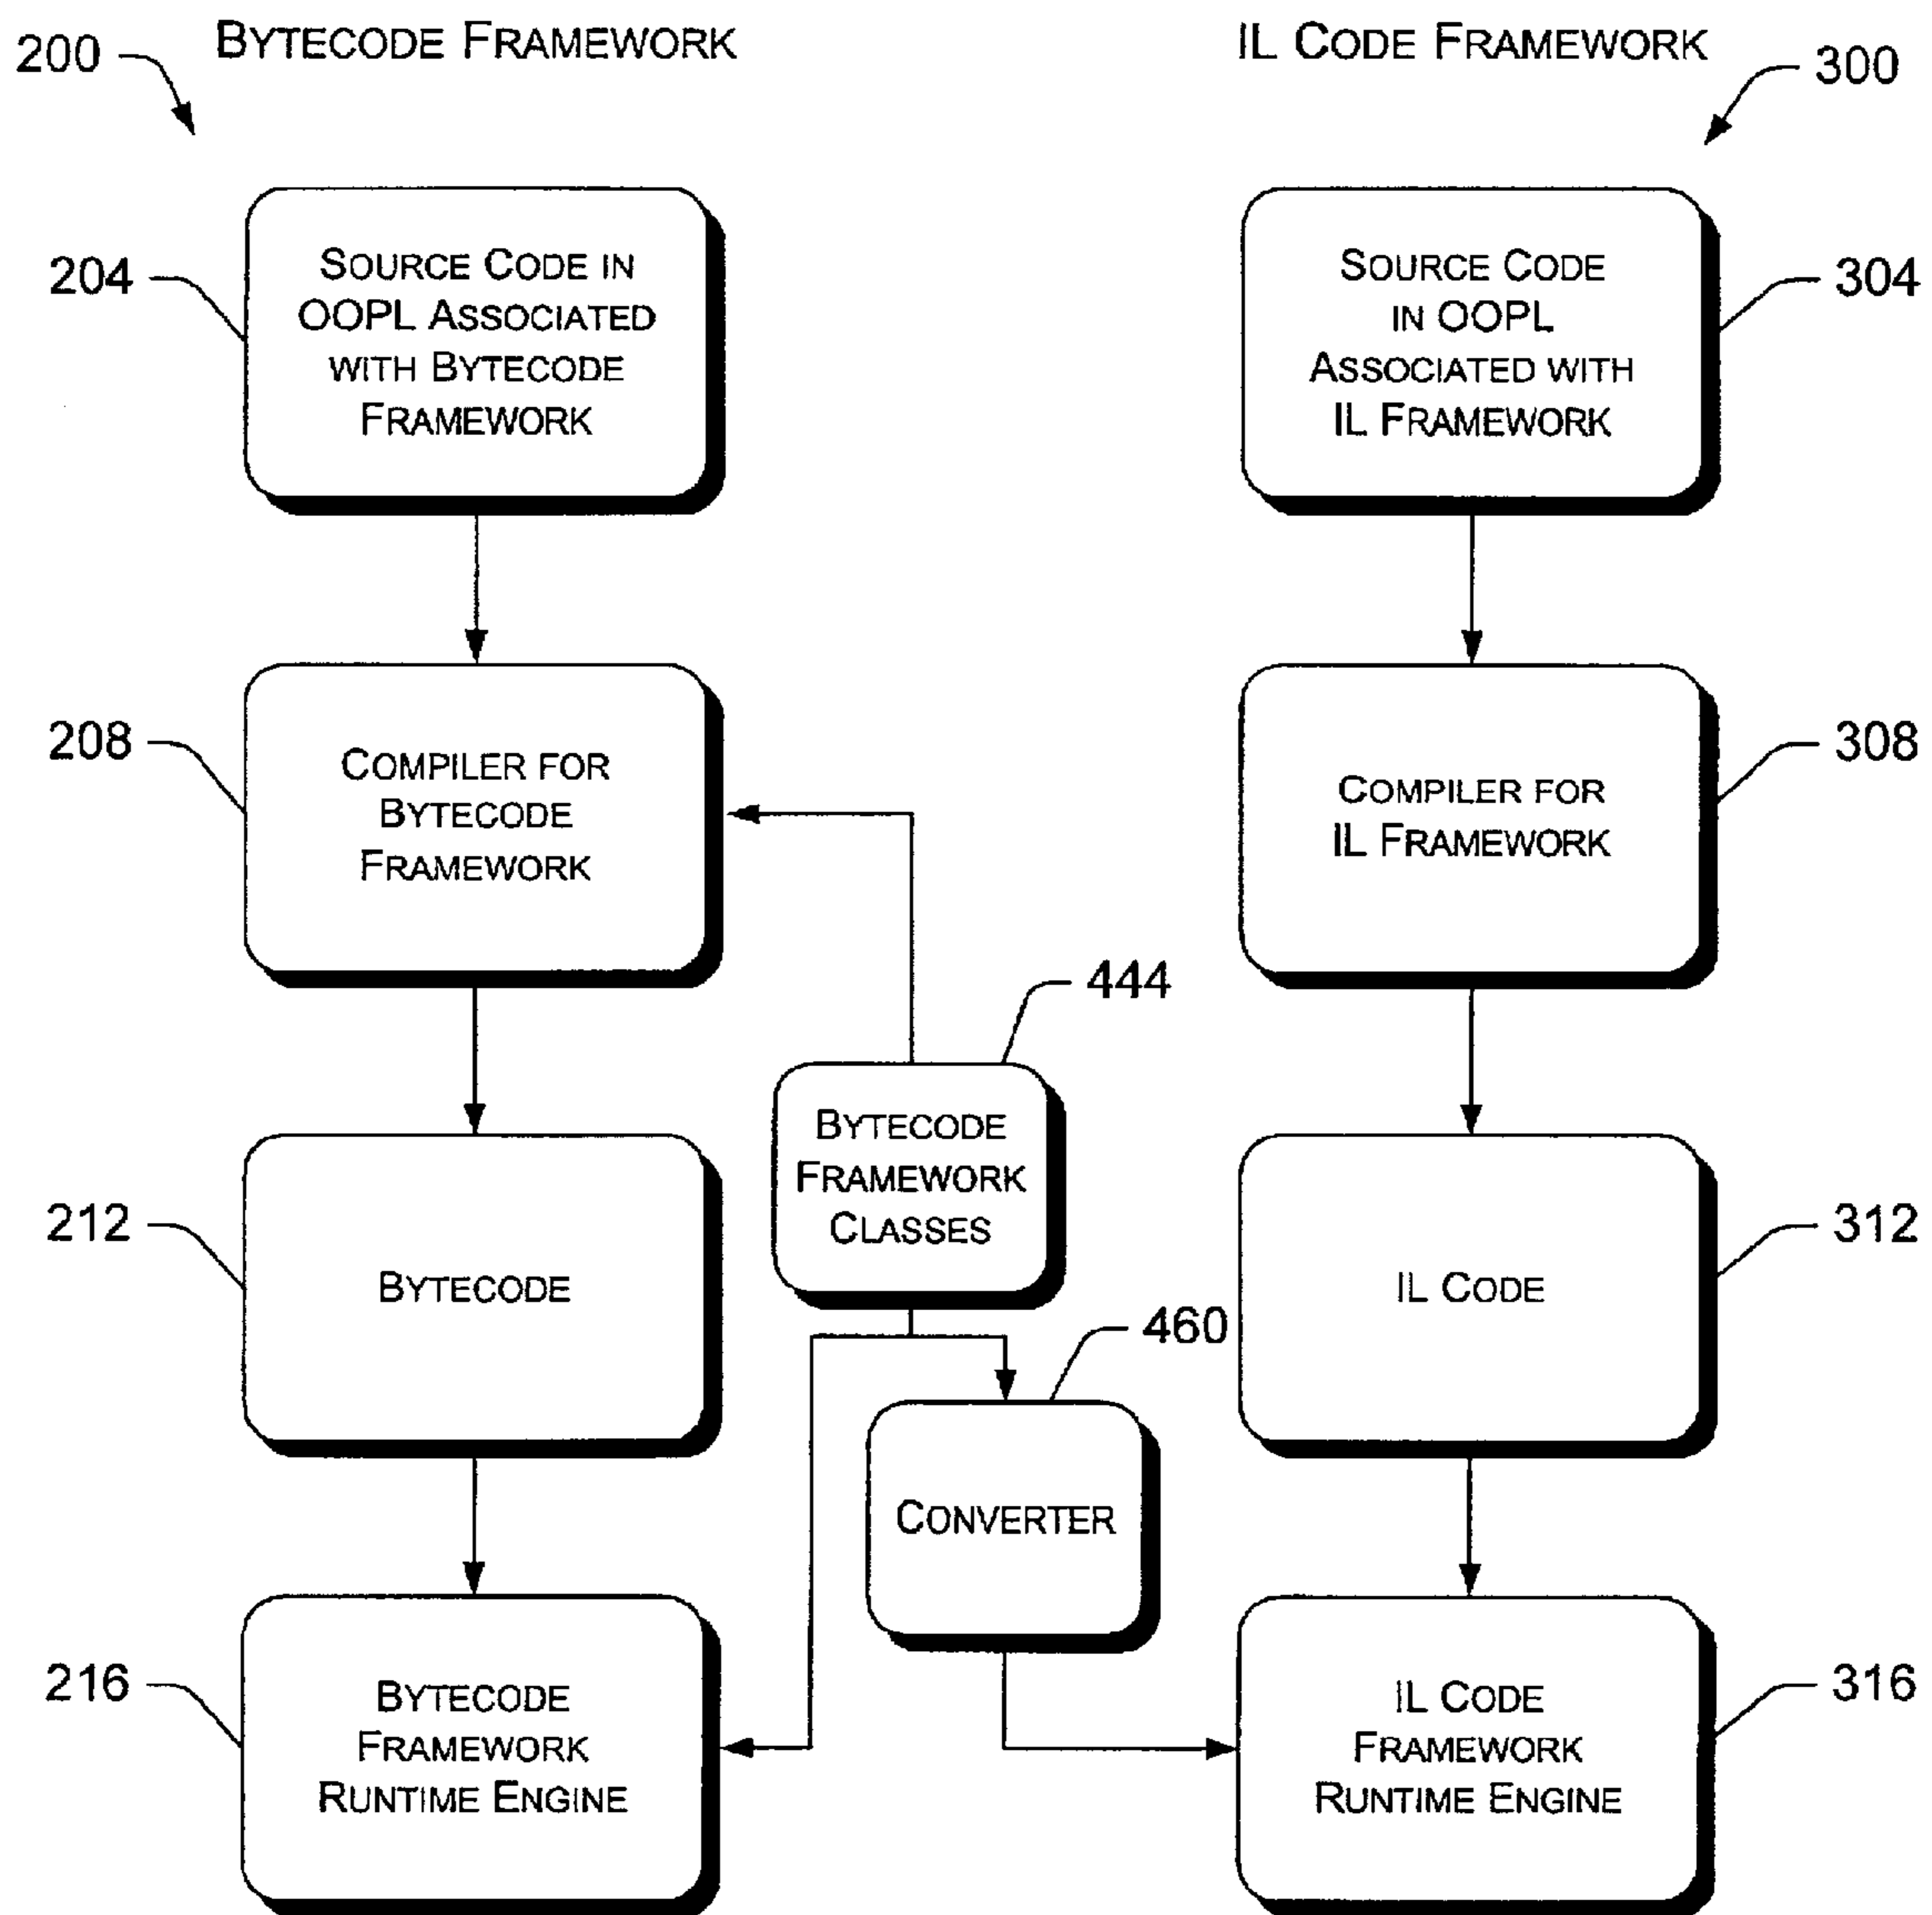 BYTECODE FRAMEWORK
IL CODE FRAMEWORK
200
300
SOURCE CODE IN
OOPL ASSOCIATED
WITH BYTECODE
FRAMEWORK
204
SOURCE CODE
IN OOPL
ASSOCIATED WITH
IL FRAMEWORK
304
208
COMPILER FOR
BYTECODE
FRAMEWORK
COMPILER FOR
IL FRAMEWORK
308
444
BYTECODE
FRAMEWORK
CLASSES
212
BYTECODE
IL CODE
312
460
CONVERTER
216
BYTECODE
FRAMEWORK
RUNTIME ENGINE
IL CODE
FRAMEWORK
RUNTIME ENGINE
316